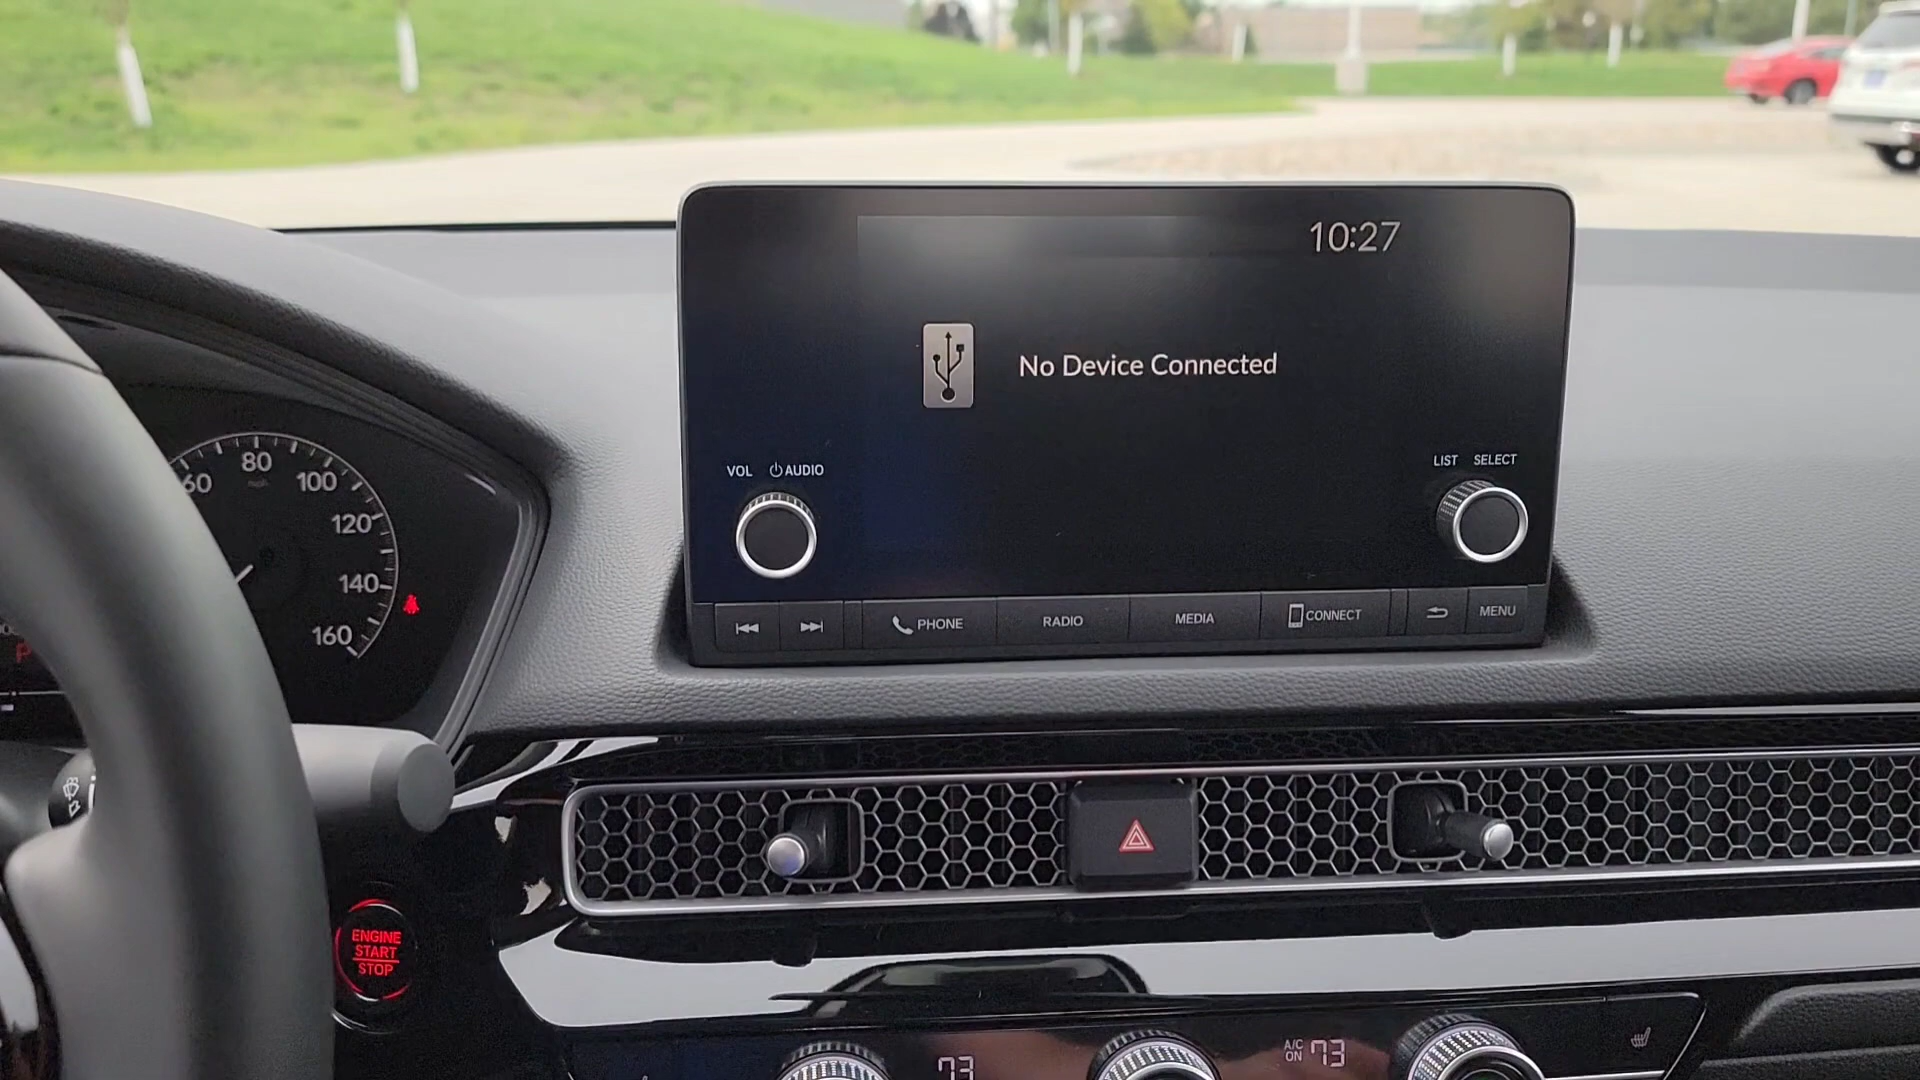 10:27
No Device Connected
VOL AUDIO
LIST SELECT
PHONE
RADIO
MEDIA
CONNECT
MENU
60
80
mph
100
120
140
160
P
ENGINE
START
STOP
73
A/C
ON
73